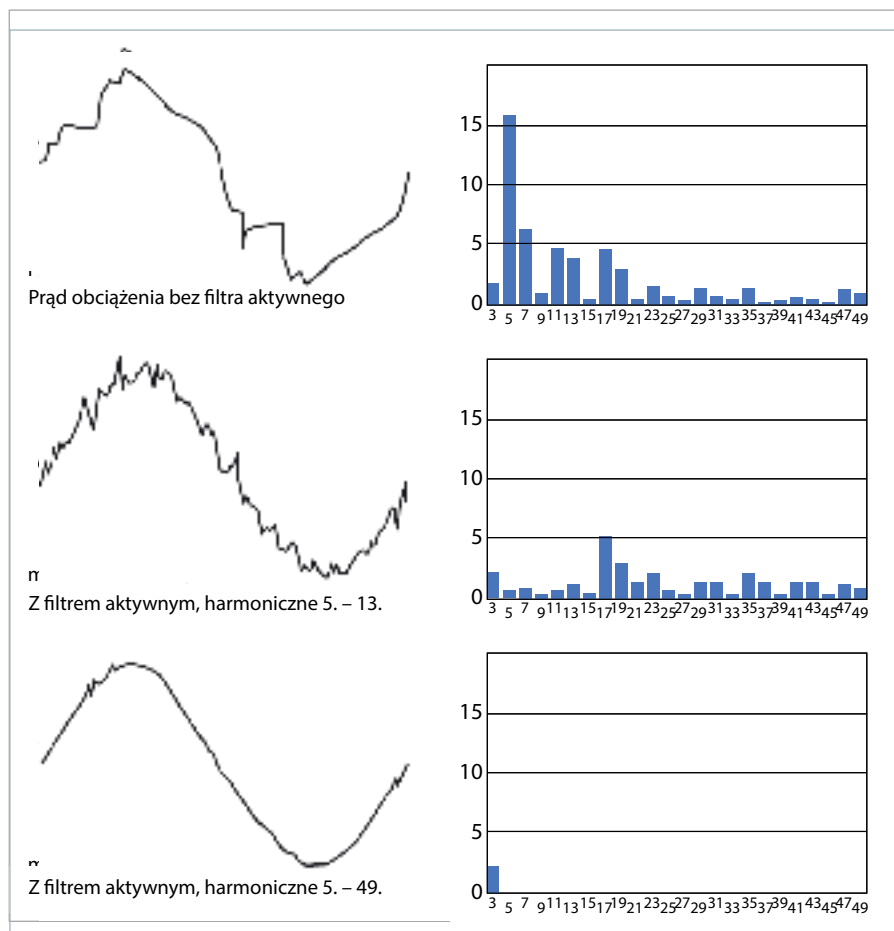 15
10
5
0
3 5 7 9 11 13 15 17 19 21 23 25 27 29 31 33 35 37 39 41 43 45 47 49
Prąd obciążenia bez filtra aktywnego
15
10
5
0
3 5 7 9 11 13 15 17 19 21 23 25 27 29 31 33 35 37 39 41 43 45 47 49
Z filtrem aktywnym, harmoniczne 5. – 13.
15
10
5
0
3 5 7 9 11 13 15 17 19 21 23 25 27 29 31 33 35 37 39 41 43 45 47 49
Z filtrem aktywnym, harmoniczne 5. – 49.